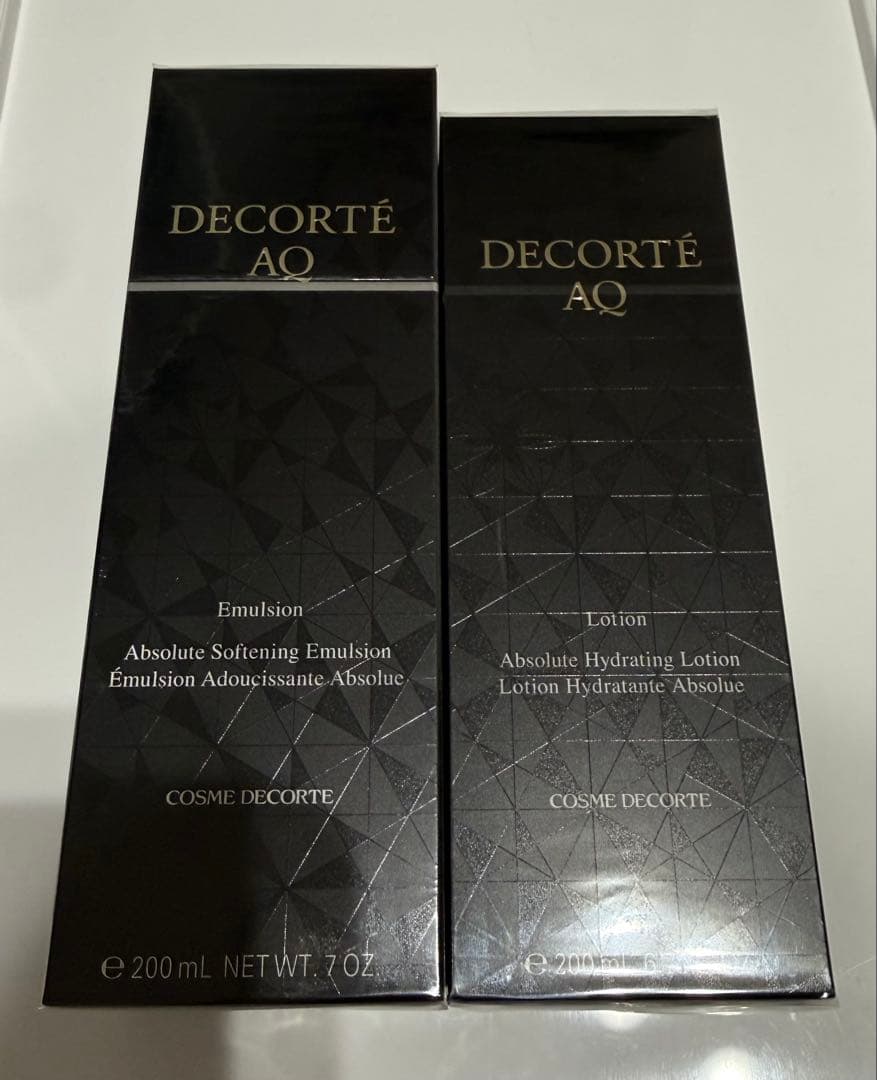 DECORTÉ
AQ
Emulsion
Absolute Softening Emulsion
Émulsion Adoucissante Absolue
COSME DECORTE
℮ 200 mL NET WT. 7 OZ.
DECORTÉ
AQ
Lotion
Absolute Hydrating Lotion
Lotion Hydratante Absolue
COSME DECORTE
℮ 200 mL